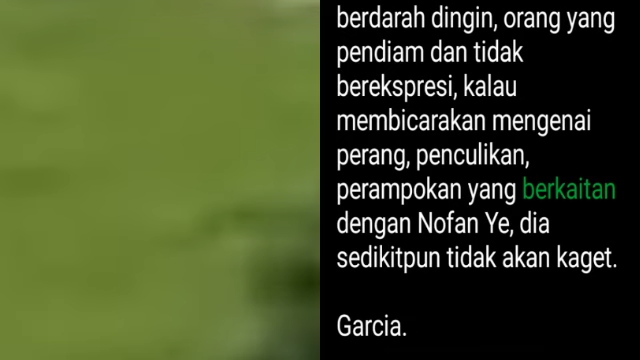 berdarah dingin, orang yang
pendiam dan tidak
berekspresi, kalau
membicarakan mengenai
perang, penculikan,
perampokan yang berkaitan
dengan Nofan Ye, dia
sedikitpun tidak akan kaget.
Garcia.